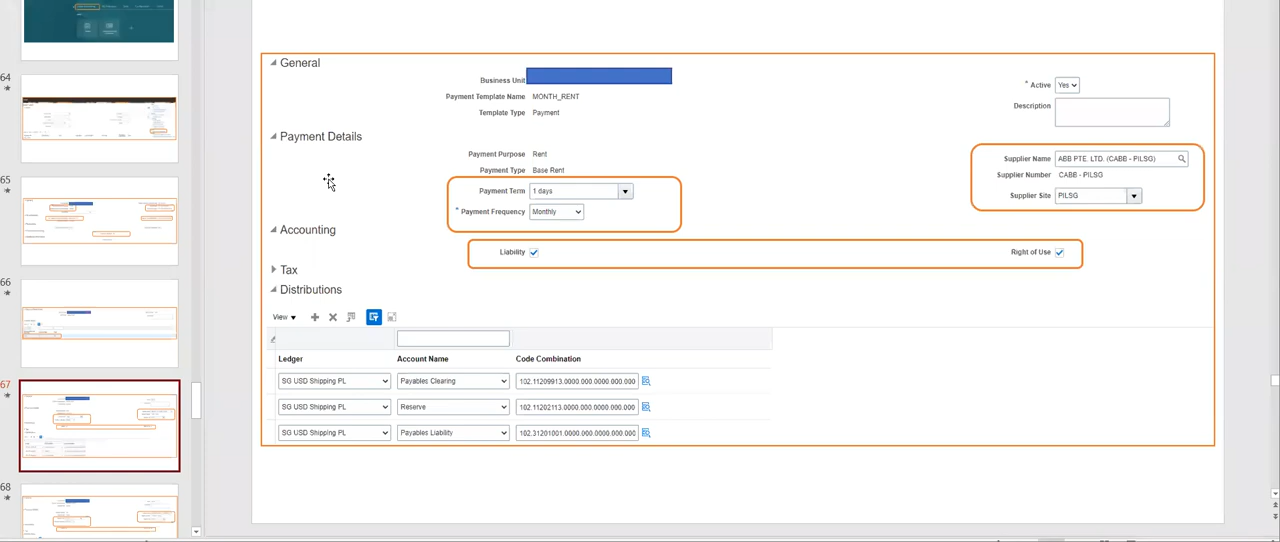 64
65
66
67
68
General
Business Unit
Payment Template Name MONTH_RENT
Template Type Payment
* Active Yes
Description
Payment Details
Payment Purpose Rent
Payment Type Base Rent
Payment Term 1 days
* Payment Frequency Monthly
Supplier Name ABB PTE. LTD. (CABB - PILSG)
Supplier Number CABB - PILSG
Supplier Site PILSG
Accounting
Liability
Right of Use
Tax
Distributions
View
Ledger Account Name Code Combination
SG USD Shipping PL Payables Clearing 102.11209913.0000.000.0000.000.000
SG USD Shipping PL Reserve 102.11202113.0000.000.0000.000.000
SG USD Shipping PL Payables Liability 102.31201001.0000.000.0000.000.000